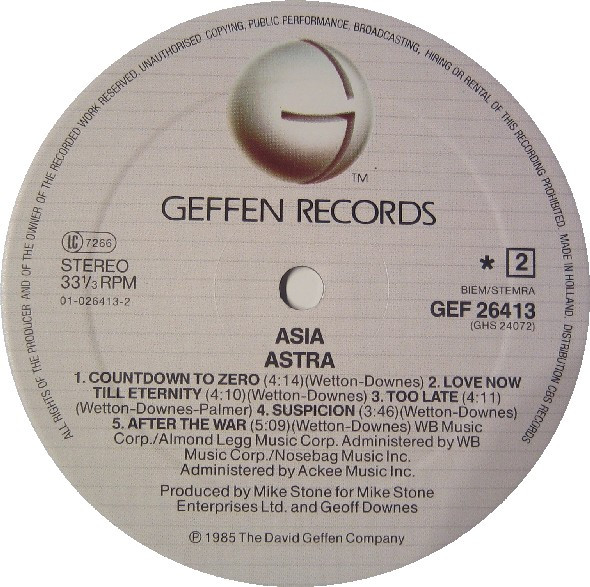 ALL RIGHTS OF THE PRODUCER AND OF THE OWNER OF THE RECORDED WORK RESERVED. UNAUTHORISED COPYING, PUBLIC PERFORMANCE, BROADCASTING, HIRING OR RENTAL OF THIS RECORDING PROHIBITED. MADE IN HOLLAND. DISTRIBUTION CBS RECORDS
G
TM
GEFFEN RECORDS
LC 7266
STEREO
33⅓ RPM
01-026413-2
* 2
BIEM/STEMRA
GEF 26413
(GHS 24072)
ASIA
ASTRA
1. COUNTDOWN TO ZERO (4:14)(Wetton-Downes) 2. LOVE NOW
TILL ETERNITY (4:10)(Wetton-Downes) 3. TOO LATE (4:11)
(Wetton-Downes-Palmer) 4. SUSPICION (3:46)(Wetton-Downes)
5. AFTER THE WAR (5:09)(Wetton-Downes) WB Music
Corp./Almond Legg Music Corp. Administered by WB
Music Corp./Nosebag Music Inc.
Administered by Ackee Music Inc.
Produced by Mike Stone for Mike Stone
Enterprises Ltd. and Geoff Downes
℗ 1985 The David Geffen Company